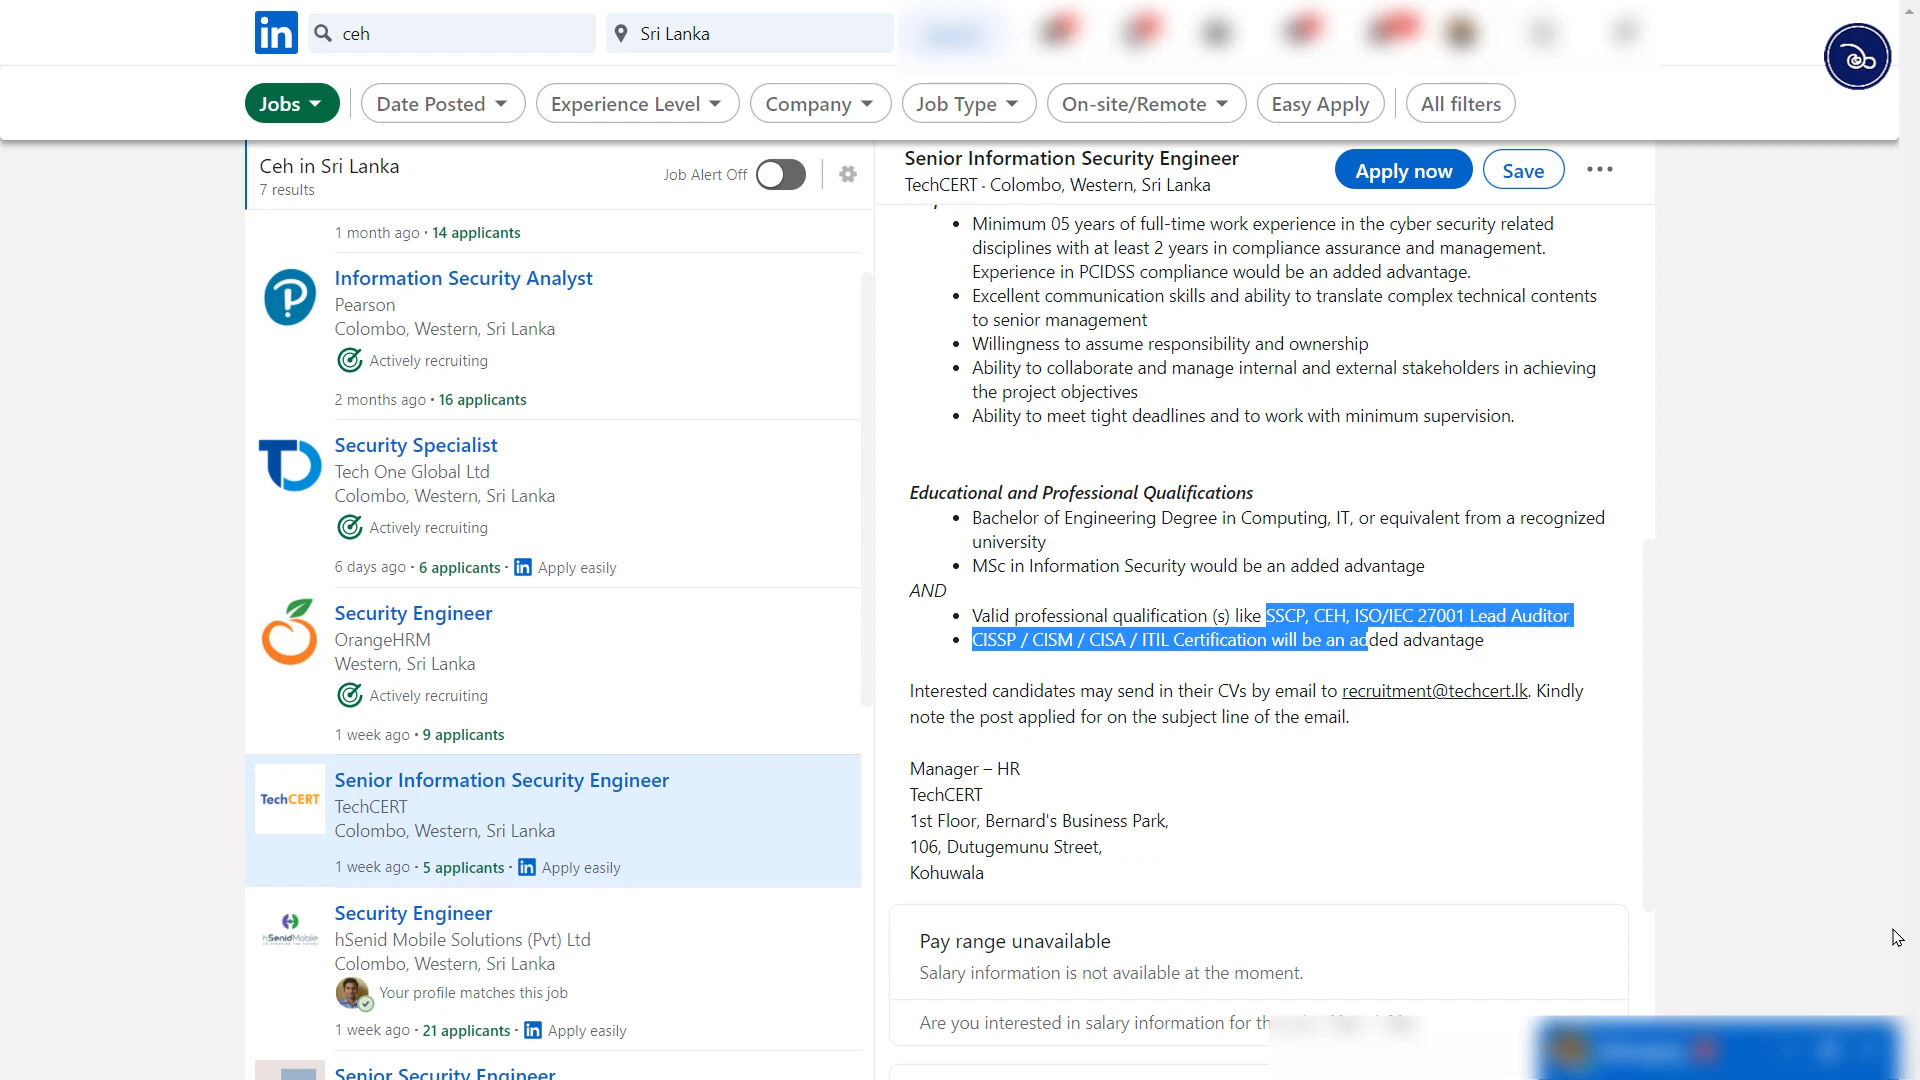 in
ceh
Sri Lanka
Jobs
Date Posted
Experience Level
Company
Job Type
On-site/Remote
Easy Apply
All filters
Ceh in Sri Lanka
7 results
Job Alert Off
1 month ago • 14 applicants
Information Security Analyst
Pearson
Colombo, Western, Sri Lanka
Actively recruiting
2 months ago • 16 applicants
Security Specialist
Tech One Global Ltd
Colombo, Western, Sri Lanka
Actively recruiting
6 days ago • 6 applicants • in Apply easily
Security Engineer
OrangeHRM
Western, Sri Lanka
Actively recruiting
1 week ago • 9 applicants
TechCERT
Senior Information Security Engineer
TechCERT
Colombo, Western, Sri Lanka
1 week ago • 5 applicants • in Apply easily
hSenidMobile
Security Engineer
hSenid Mobile Solutions (Pvt) Ltd
Colombo, Western, Sri Lanka
Your profile matches this job
1 week ago • 21 applicants • in Apply easily
Senior Security Engineer
Senior Information Security Engineer
TechCERT · Colombo, Western, Sri Lanka
Apply now
Save
• Minimum 05 years of full-time work experience in the cyber security related
disciplines with at least 2 years in compliance assurance and management.
Experience in PCIDSS compliance would be an added advantage.
• Excellent communication skills and ability to translate complex technical contents
to senior management
• Willingness to assume responsibility and ownership
• Ability to collaborate and manage internal and external stakeholders in achieving
the project objectives
• Ability to meet tight deadlines and to work with minimum supervision.
Educational and Professional Qualifications
• Bachelor of Engineering Degree in Computing, IT, or equivalent from a recognized
university
• MSc in Information Security would be an added advantage
AND
• Valid professional qualification (s) like SSCP, CEH, ISO/IEC 27001 Lead Auditor
• CISSP / CISM / CISA / ITIL Certification will be an added advantage
Interested candidates may send in their CVs by email to recruitment@techcert.lk. Kindly
note the post applied for on the subject line of the email.
Manager – HR
TechCERT
1st Floor, Bernard's Business Park,
106, Dutugemunu Street,
Kohuwala
Pay range unavailable
Salary information is not available at the moment.
Are you interested in salary information for